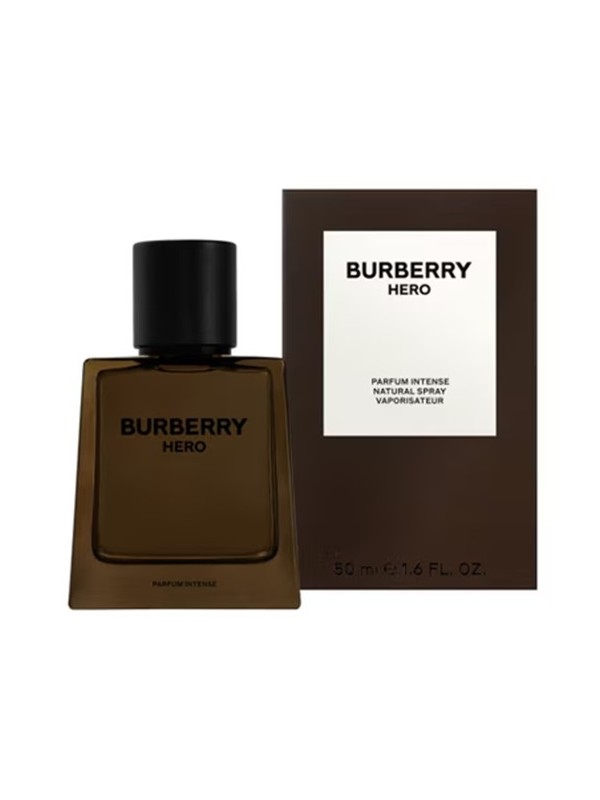 BURBERRY
HERO
PARFUM INTENSE
BURBERRY
HERO
PARFUM INTENSE
NATURAL SPRAY
VAPORISATEUR
50 ml ℮ 1.6 FL. OZ.